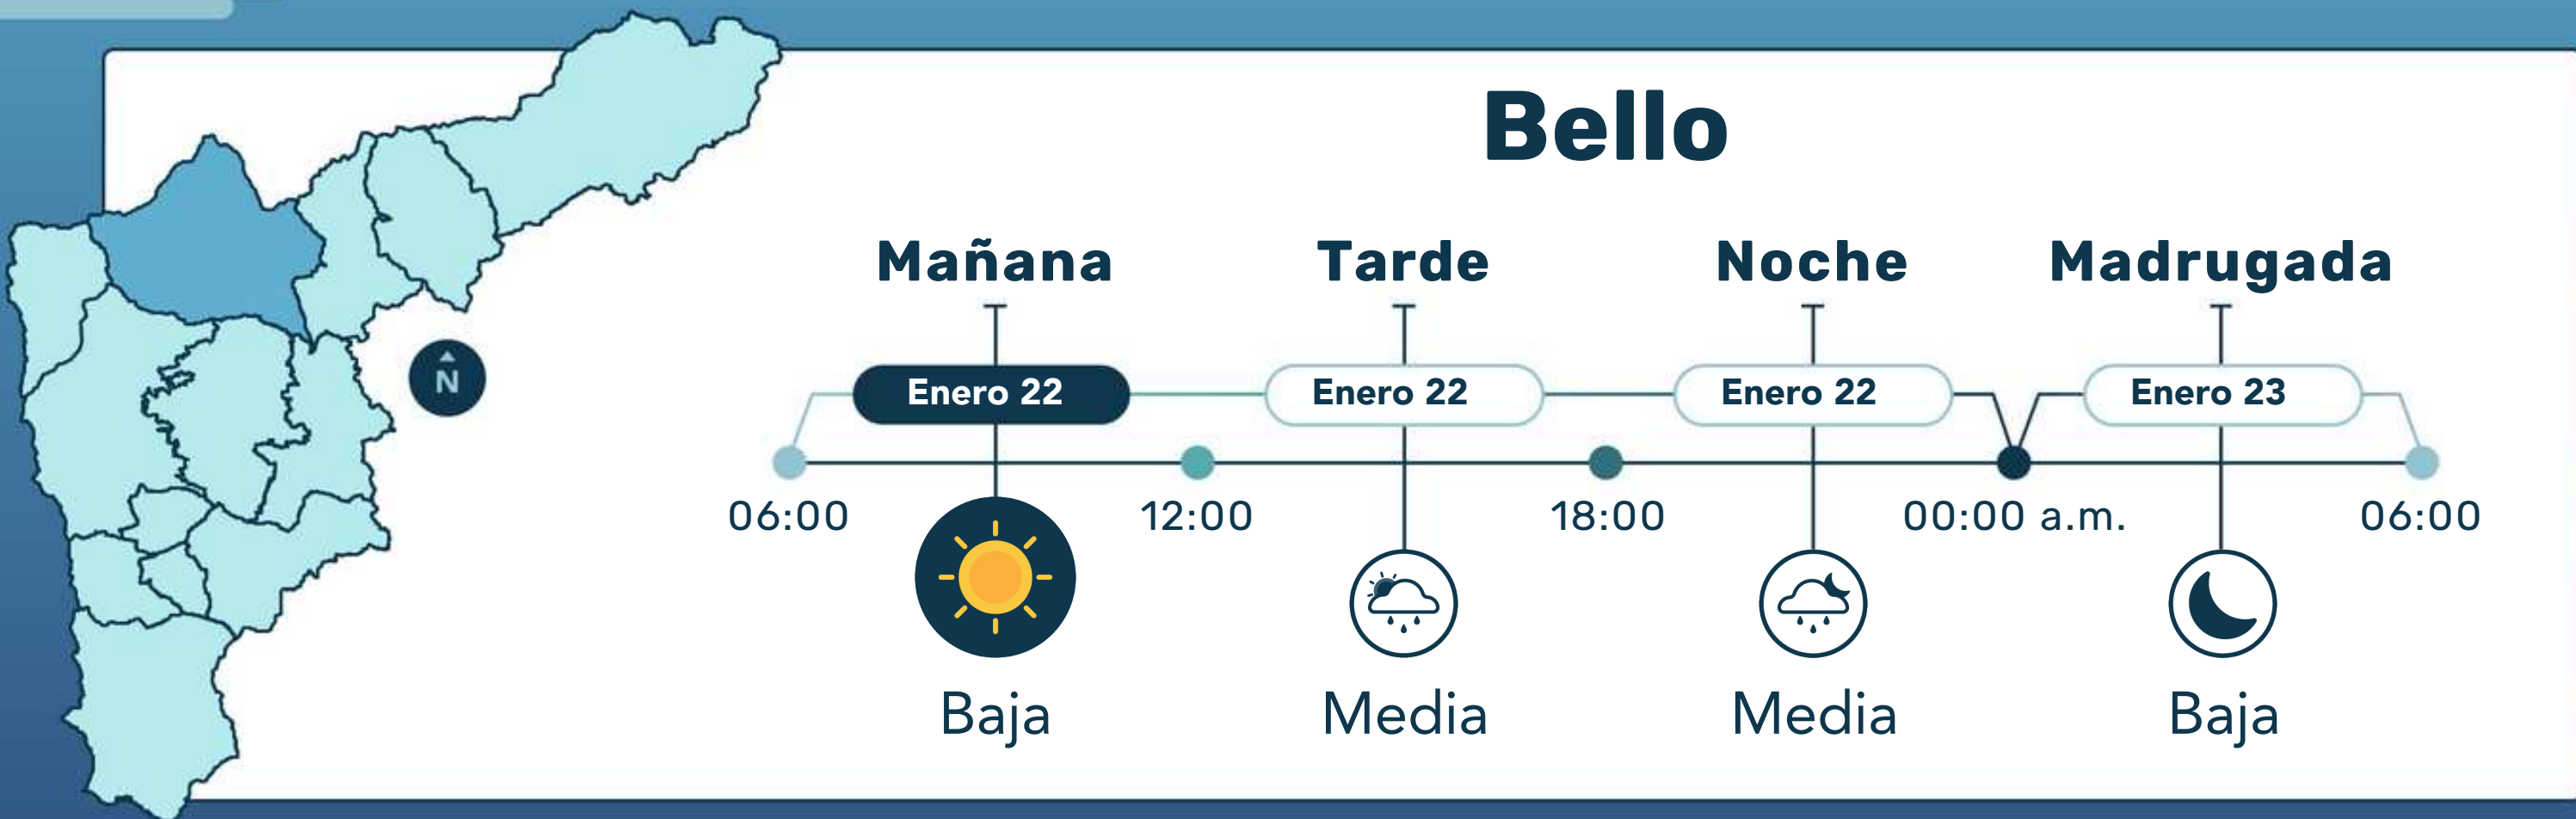 Bello
Mañana Tarde Noche Madrugada
Enero 22 Enero 22 Enero 22 Enero 23
N
06:00 12:00 18:00 00:00 a.m. 06:00
Baja Media Media Baja